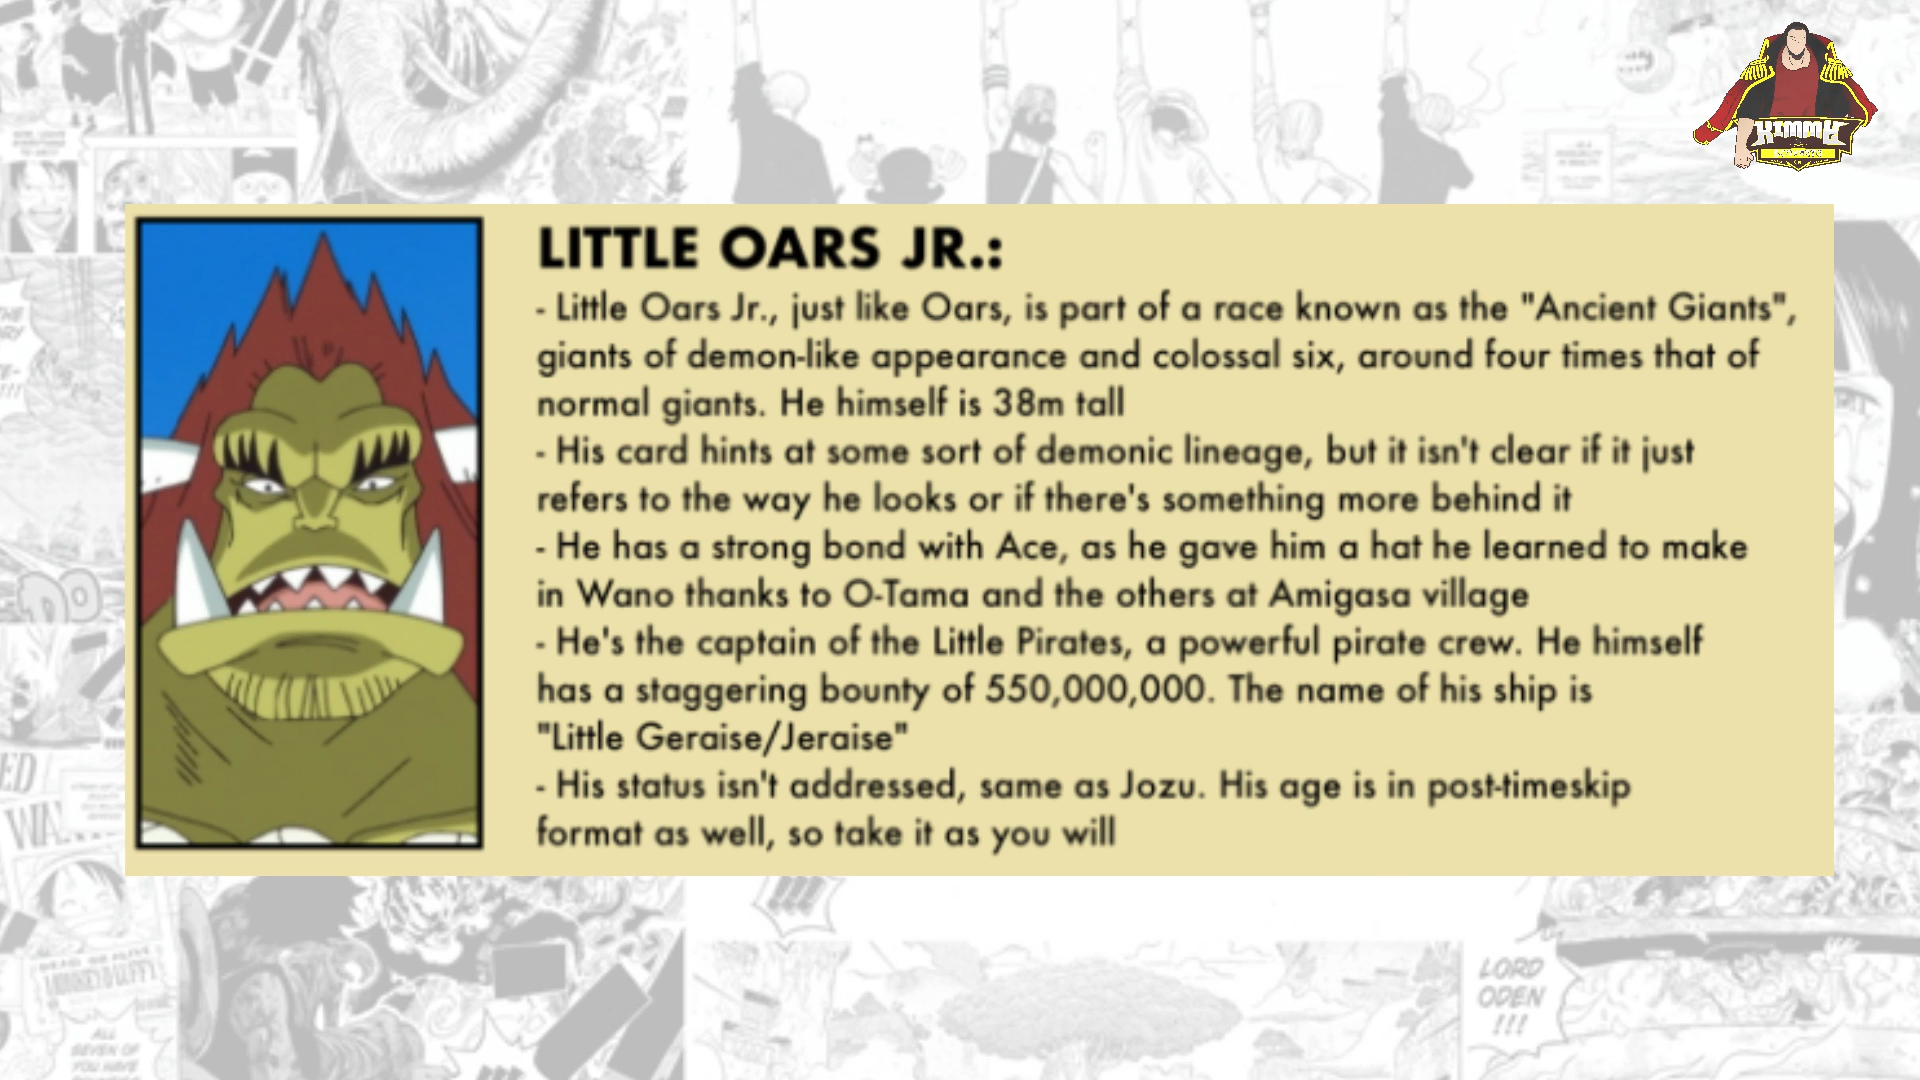 KIMMK
LITTLE OARS JR.:
- Little Oars Jr., just like Oars, is part of a race known as the "Ancient Giants",
giants of demon-like appearance and colossal six, around four times that of
normal giants. He himself is 38m tall
- His card hints at some sort of demonic lineage, but it isn't clear if it just
refers to the way he looks or if there's something more behind it
- He has a strong bond with Ace, as he gave him a hat he learned to make
in Wano thanks to O-Tama and the others at Amigasa village
- He's the captain of the Little Pirates, a powerful pirate crew. He himself
has a staggering bounty of 550,000,000. The name of his ship is
"Little Geraise/Jeraise"
- His status isn't addressed, same as Jozu. His age is in post-timeskip
format as well, so take it as you will
DO
LORD
ODEN
!!!
ALL
SEVEN OF
YOU HAVE